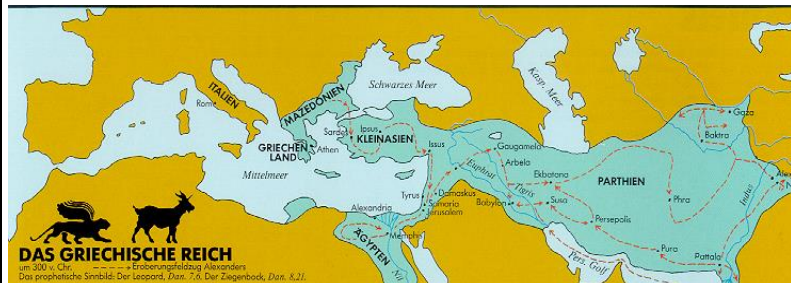 Schwarzes Meer
Kasp. Meer
ITALIEN
Rom
MAZEDONIEN
Gaza
Baktra
Sardes
Ipsus
KLEINASIEN
GRIECHEN
LAND
Athen
Issus
Gaugamela
Arbela
Mittelmeer
Euphrat
Tigris
Ekbatana
PARTHIEN
Tyrus
Damaskus
Samaria
Jerusalem
Babylon
Susa
Phra
Indus
Alexandria
Persepolis
Memphis
ÄGYPTEN
Nil
Pers. Golf
Pura
Pattala
DAS GRIECHISCHE REICH
um 300 v. Chr. Eroberungsfeldzug Alexanders
Das prophetische Sinnbild: Der Leopard, Dan. 7,6. Der Ziegenbock, Dan. 8,21.